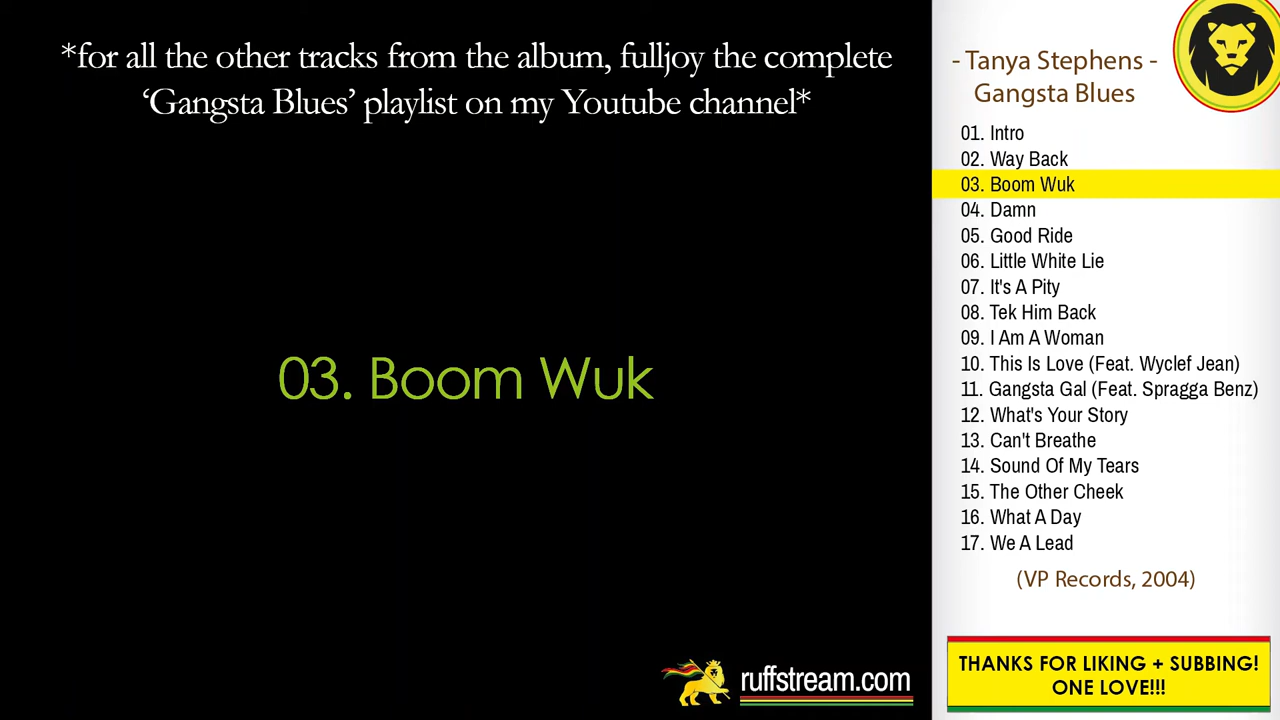 *for all the other tracks from the album, fulljoy the complete
‘Gangsta Blues’ playlist on my Youtube channel*
03. Boom Wuk
ruffstream.com
- Tanya Stephens -
Gangsta Blues
01. Intro
02. Way Back
03. Boom Wuk
04. Damn
05. Good Ride
06. Little White Lie
07. It's A Pity
08. Tek Him Back
09. I Am A Woman
10. This Is Love (Feat. Wyclef Jean)
11. Gangsta Gal (Feat. Spragga Benz)
12. What's Your Story
13. Can't Breathe
14. Sound Of My Tears
15. The Other Cheek
16. What A Day
17. We A Lead
(VP Records, 2004)
THANKS FOR LIKING + SUBBING!
ONE LOVE!!!